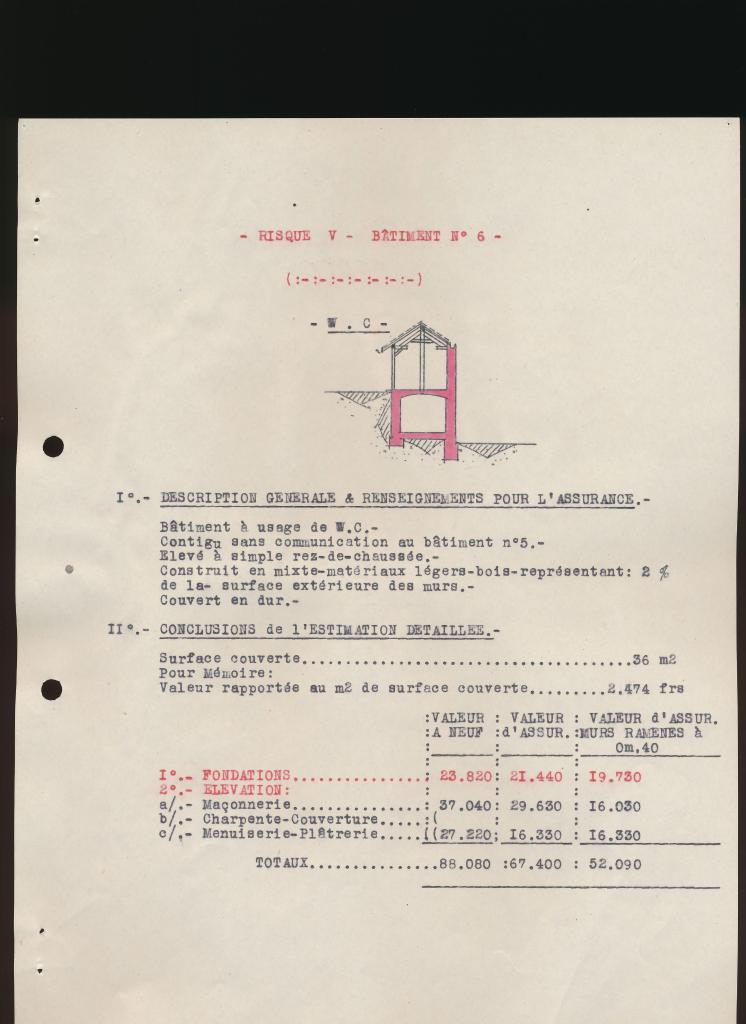 - RISQUE V - BÂTIMENT N° 6 -
(:-:-:-:-:-:-:-)
- W . C -
I°.- DESCRIPTION GENERALE & RENSEIGNEMENTS POUR L'ASSURANCE.-
Bâtiment à usage de W.C.-
Contigu sans communication au bâtiment n°5.-
Elevé à simple rez-de-chaussée.-
Construit en mixte-matériaux légers-bois-représentant: 2 %
de la- surface extérieure des murs.-
Couvert en dur.-
II°.- CONCLUSIONS de l'ESTIMATION DETAILLEE.-
Surface couverte.....................................36 m2
Pour Mémoire:
Valeur rapportée au m2 de surface couverte.........2.474 frs
:VALEUR : VALEUR : VALEUR d'ASSUR.
:A NEUF :d'ASSUR.:MURS RAMENES à
: : : 0m,40
I°.- FONDATIONS...............: 23.820: 21.440 : I9.730
2°.- ELEVATION: : : :
a/.- Maçonnerie...............: 37.040: 29.630 : I6.030
b/.- Charpente-Couverture.....:( : :
c/.- Menuiserie-Plâtrerie.....((27.220; I6.330 : I6.330
TOTAUX...............88.080 :67.400 : 52.090